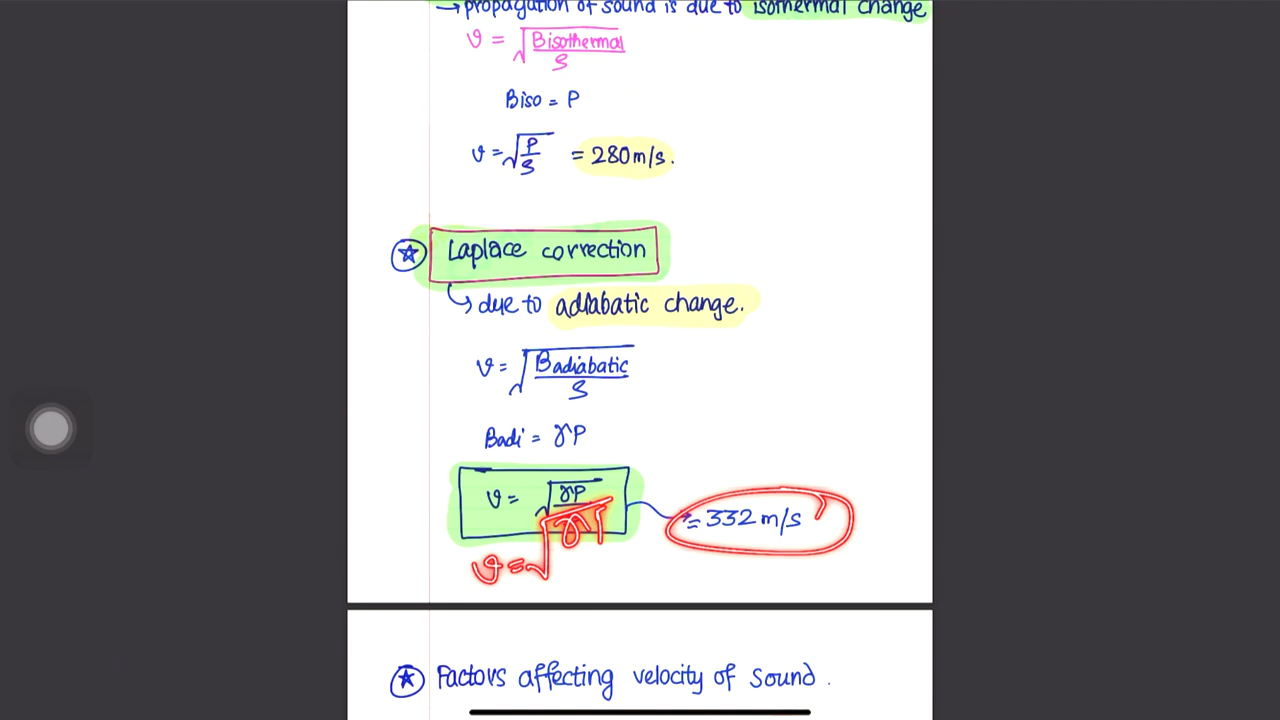 → propagation of sound is due to isothermal change
v = √(Bisothermal/ρ)
Biso = P
v = √(P/ρ) = 280 m/s.
Laplace correction
↳ due to adiabatic change.
v = √(Badiabatic/ρ)
Badi = γP
v = √(γP
= 332 m/s
v = √(γ
Factors affecting velocity of sound.